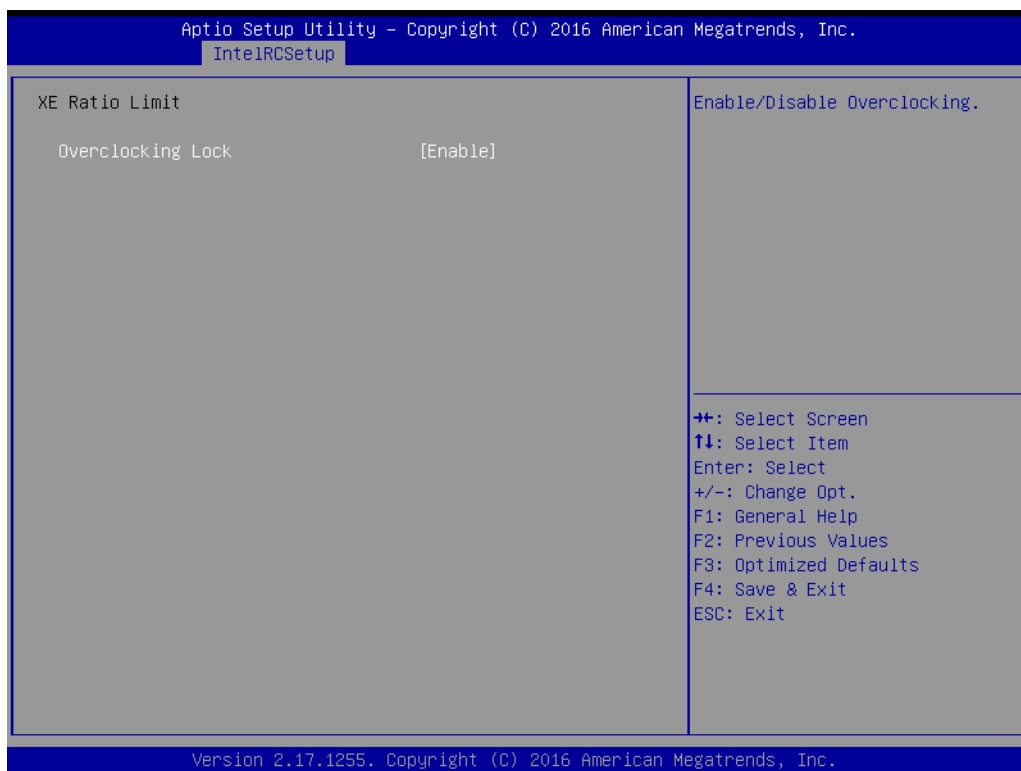 Aptio Setup Utility – Copyright (C) 2016 American Megatrends, Inc.
IntelRCSetup
XE Ratio Limit
Overclocking Lock [Enable]
Enable/Disable Overclocking.
→←: Select Screen
↑↓: Select Item
Enter: Select
+/-: Change Opt.
F1: General Help
F2: Previous Values
F3: Optimized Defaults
F4: Save & Exit
ESC: Exit
Version 2.17.1255. Copyright (C) 2016 American Megatrends, Inc.